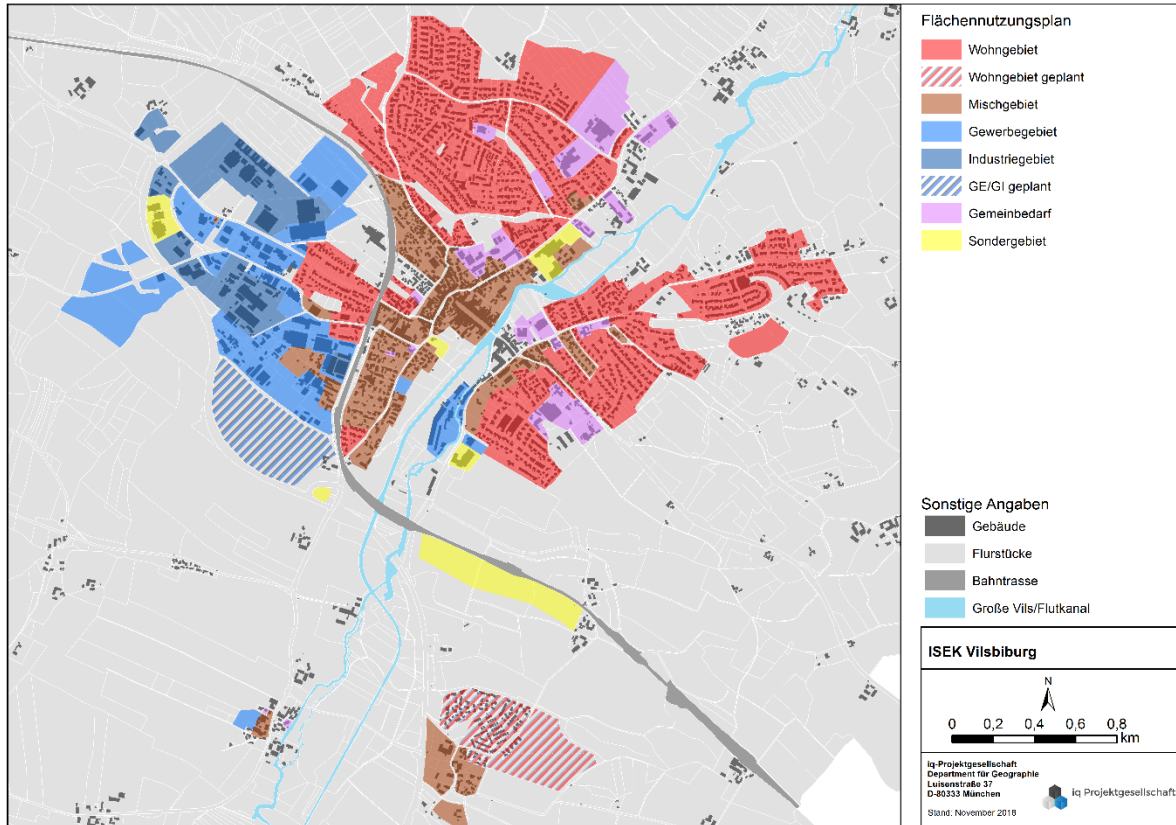 Flächennutzungsplan
Wohngebiet
Wohngebiet geplant
Mischgebiet
Gewerbegebiet
Industriegebiet
GE/GI geplant
Gemeinbedarf
Sondergebiet
Sonstige Angaben
Gebäude
Flurstücke
Bahntrasse
Große Vils/Flutkanal
ISEK Vilsbiburg
N
0 0,2 0,4 0,6 0,8
km
iq-Projektgesellschaft
Department für Geographie
Luisenstraße 37
D-80333 München
iq Projektgesellschaft
Stand: November 2018